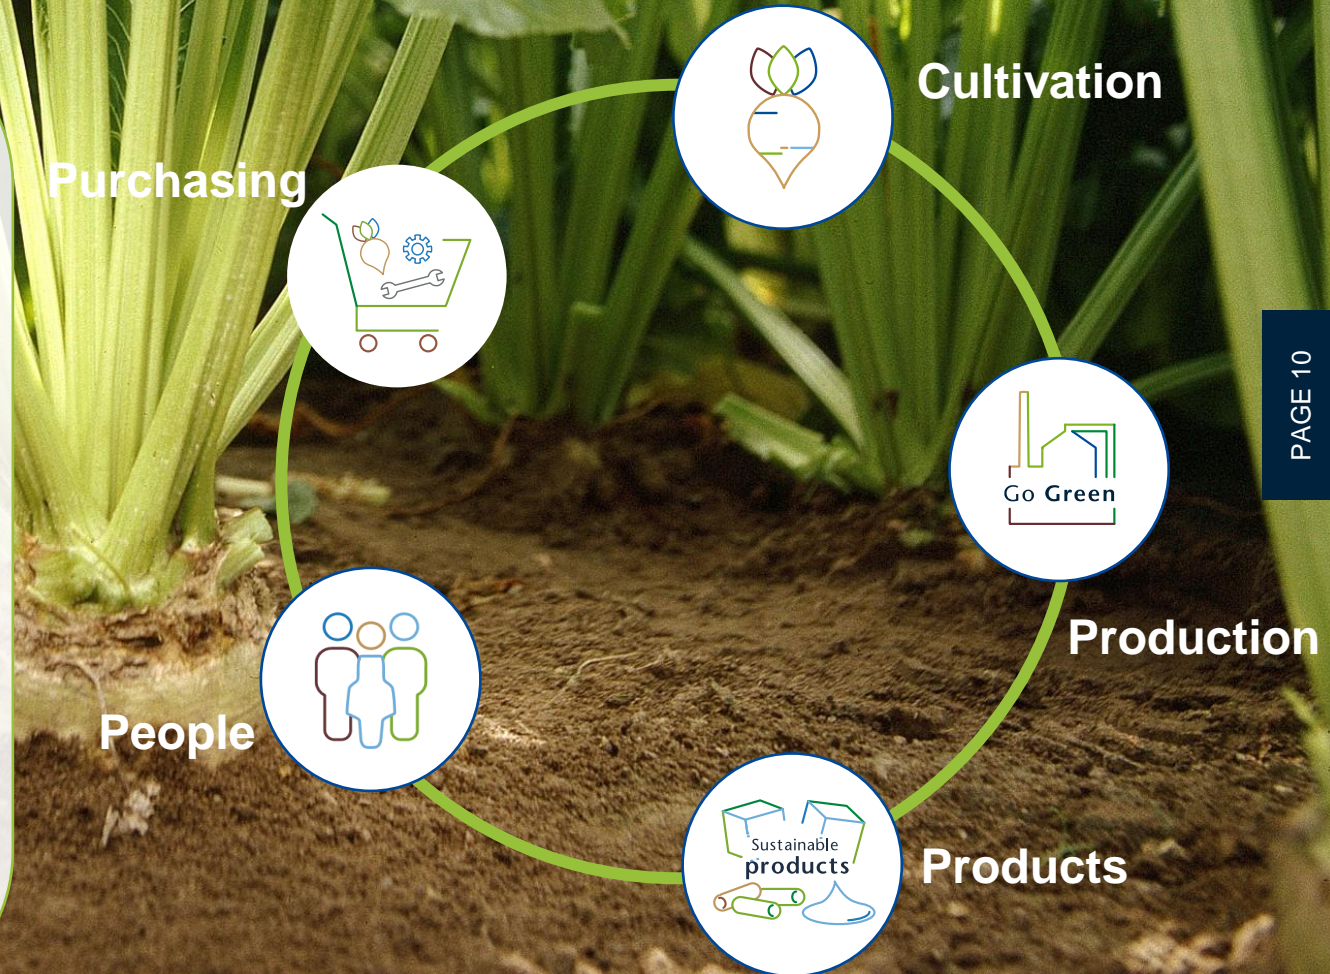 Cultivation
Purchasing
PAGE 10
Go Green
Production
People
Sustainable
products
Products